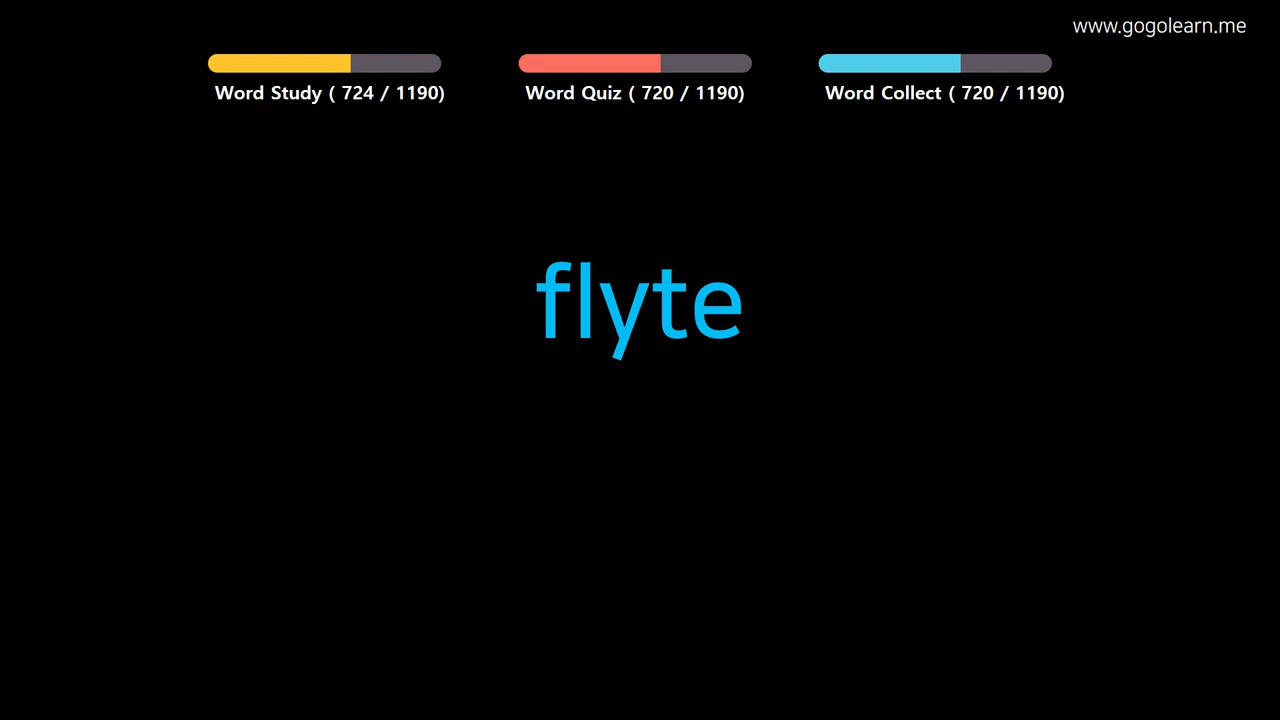 www.gogolearn.me
Word Study ( 724 / 1190)
Word Quiz ( 720 / 1190)
Word Collect ( 720 / 1190)
flyte